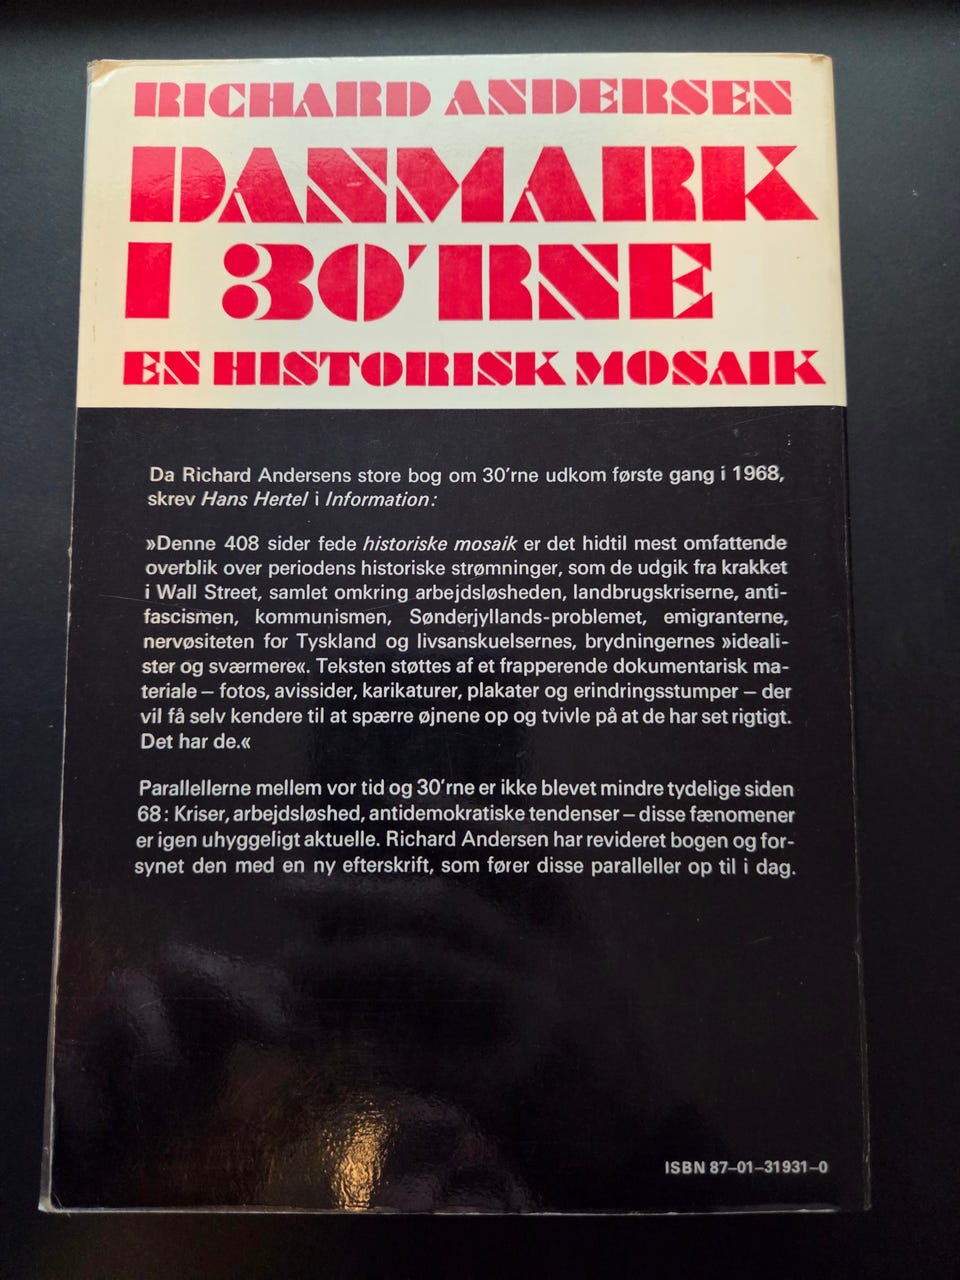 RICHARD ANDERSEN
DANMARK
I 30'RNE
EN HISTORISK MOSAIK
Da Richard Andersens store bog om 30'rne udkom første gang i 1968,
skrev Hans Hertel i Information:
»Denne 408 sider fede historiske mosaik er det hidtil mest omfattende
overblik over periodens historiske strømninger, som de udgik fra krakket
i Wall Street, samlet omkring arbejdsløsheden, landbrugskriserne, anti-
fascismen, kommunismen, Sønderjyllands-problemet, emigranterne,
nervøsiteten for Tyskland og livsanskuelsernes, brydningernes »ideali-
ster og sværmere«. Teksten støttes af et frapperende dokumentarisk ma-
teriale – fotos, avissider, karikaturer, plakater og erindringsstumper – der
vil få selv kendere til at spærre øjnene op og tvivle på at de har set rigtigt.
Det har de.«
Parallellerne mellem vor tid og 30'rne er ikke blevet mindre tydelige siden
68: Kriser, arbejdsløshed, antidemokratiske tendenser – disse fænomener
er igen uhyggeligt aktuelle. Richard Andersen har revideret bogen og for-
synet den med en ny efterskrift, som fører disse paralleller op til i dag.
ISBN 87–01–31931–0